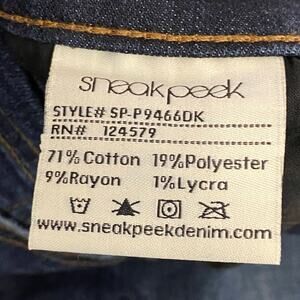 sneakpeek
STYLE# SP-P9466DK
RN# 124579
71% Cotton 19%Polyester
9%Rayon 1%Lycra
www.sneakpeekdenim.com